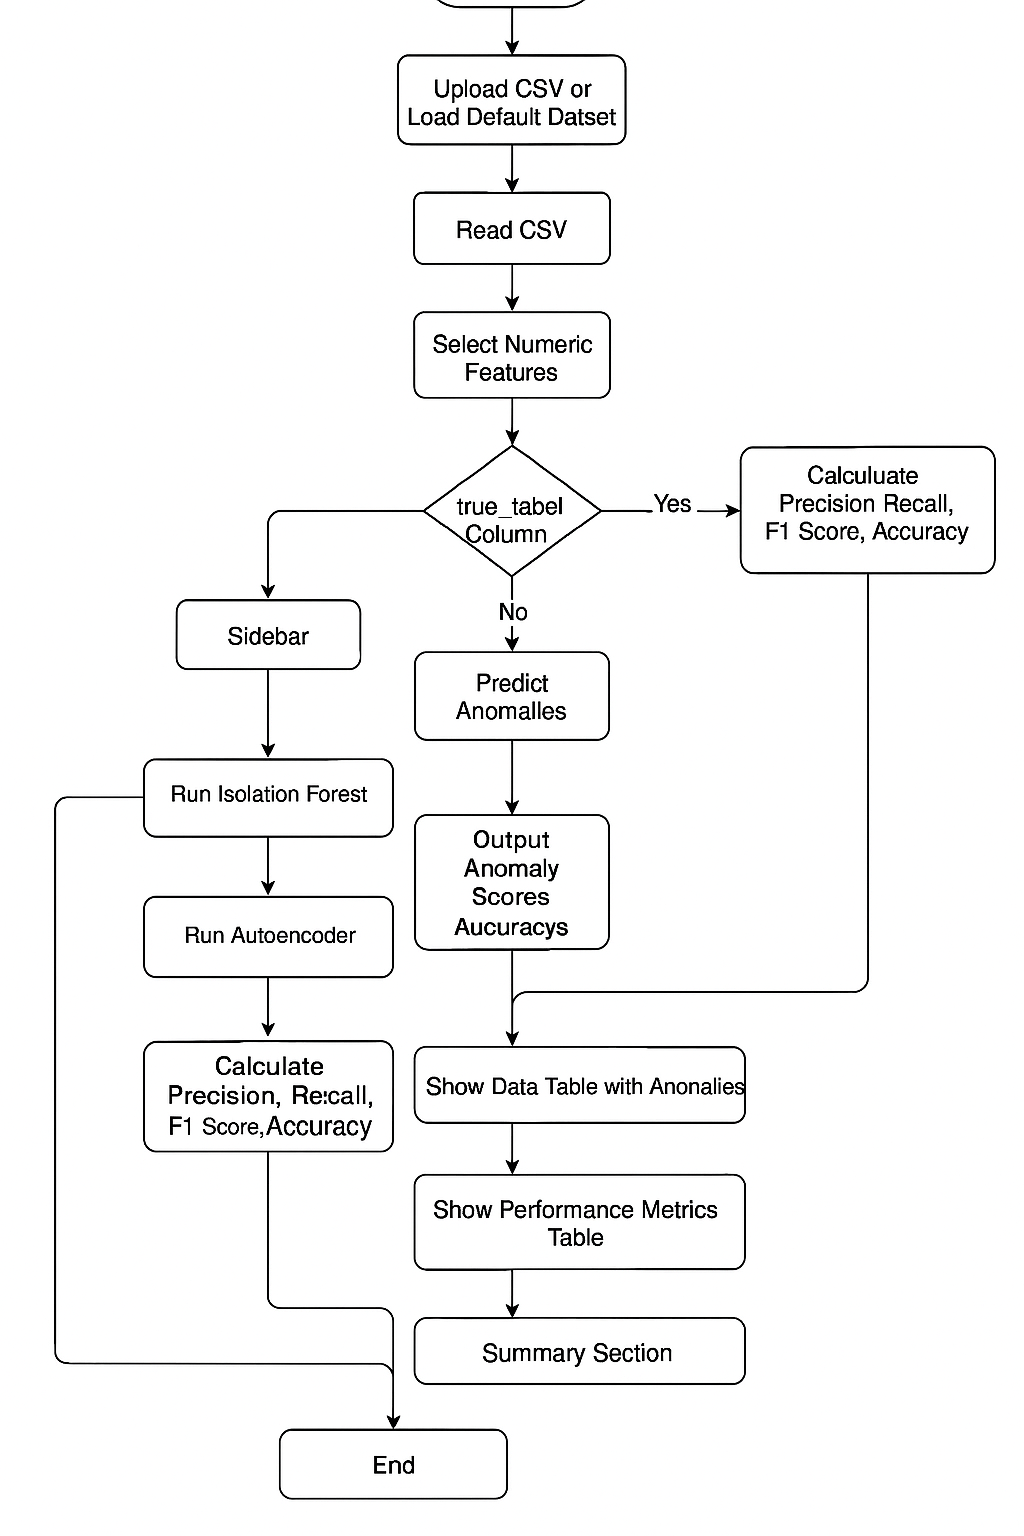 Upload CSV or
Load Default Datset
Read CSV
Select Numeric
Features
true_tabel
Column
Yes
Calculuate
Precision Recall,
F1 Score, Accuracy
No
Sidebar
Predict
Anomalles
Run Isolation Forest
Output
Anomaly
Scores
Aucuracys
Run Autoencoder
Calculate
Precision, Re:call,
F1 Score, Accuracy
Show Data Table with Anonalies
Show Performance Metrics
Table
Summary Section
End